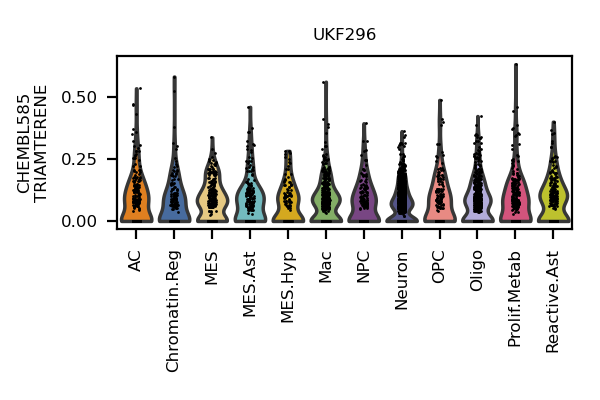 UKF296
CHEMBL585
TRIAMTERENE
0.50
0.25
0.00
AC
Chromatin.Reg
MES
MES.Ast
MES.Hyp
Mac
NPC
Neuron
OPC
Oligo
Prolif.Metab
Reactive.Ast